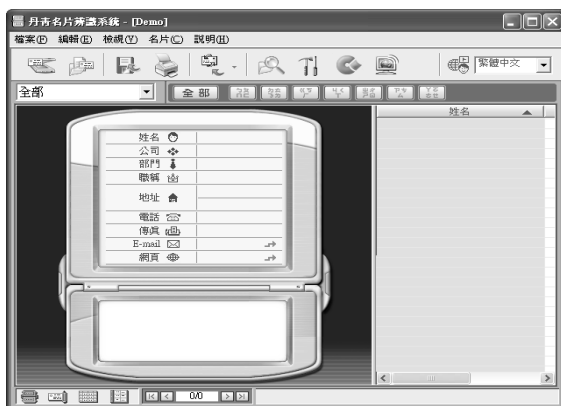 丹青名片辨識系統 - [Demo]
檔案(F) 編輯(E) 檢視(V) 名片(C) 說明(H)
繁體中文
全部 全部
姓名
姓名
公司
部門
職稱
地址
電話
傳真
E-mail
網頁
0/0